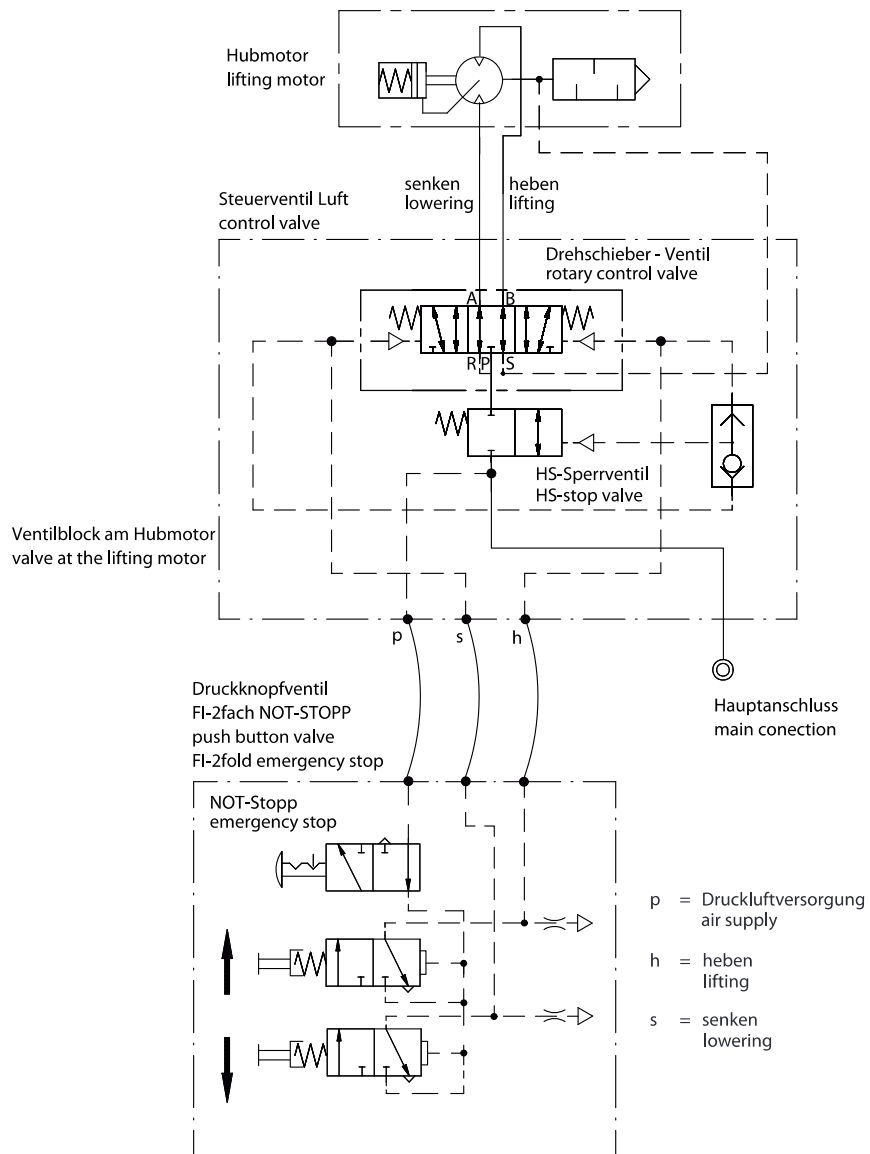 Hubmotor
lifting motor
senken
lowering
heben
lifting
Steuerventil Luft
control valve
Drehschieber - Ventil
rotary control valve
A B
R P S
HS-Sperrventil
HS-stop valve
Ventilblock am Hubmotor
valve at the lifting motor
p s h
Hauptanschluss
main conection
Druckknopfventil
FI-2fach NOT-STOPP
push button valve
FI-2fold emergency stop
NOT-Stopp
emergency stop
p = Druckluftversorgung
air supply
h = heben
lifting
s = senken
lowering